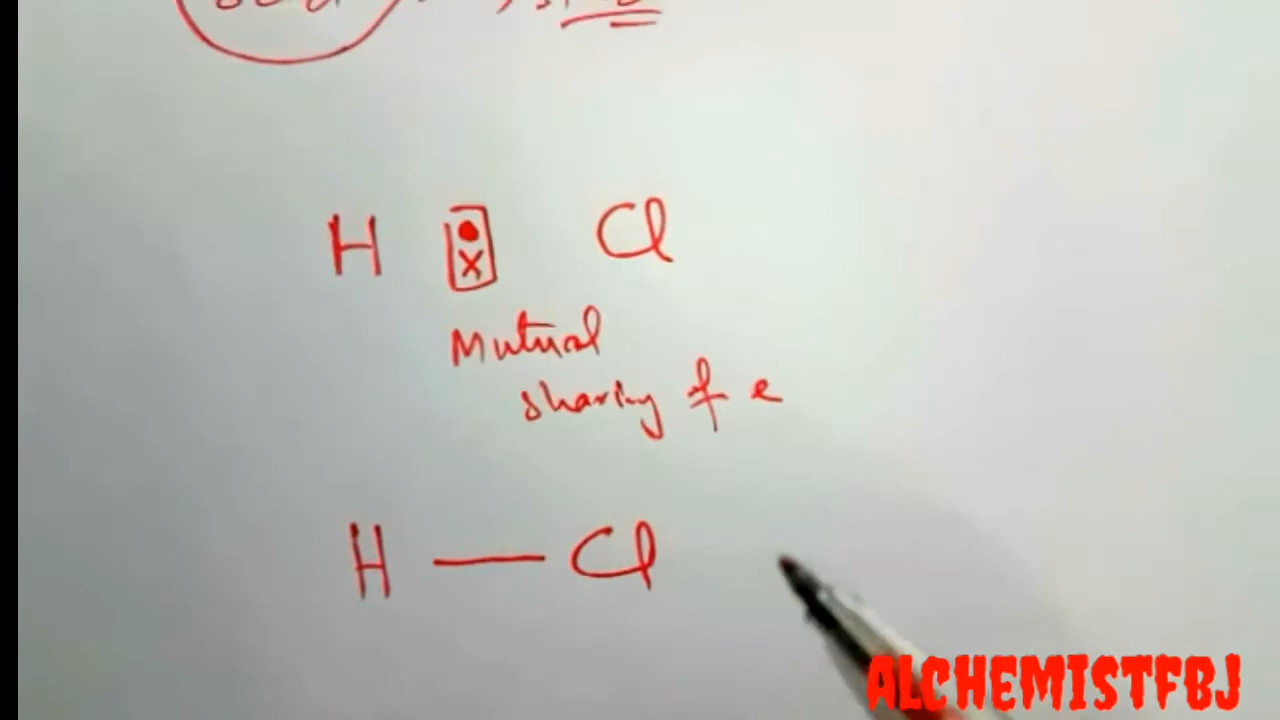 H •x Cl
Mutual
sharing of e
H — Cl
ALCHEMISTFBJ